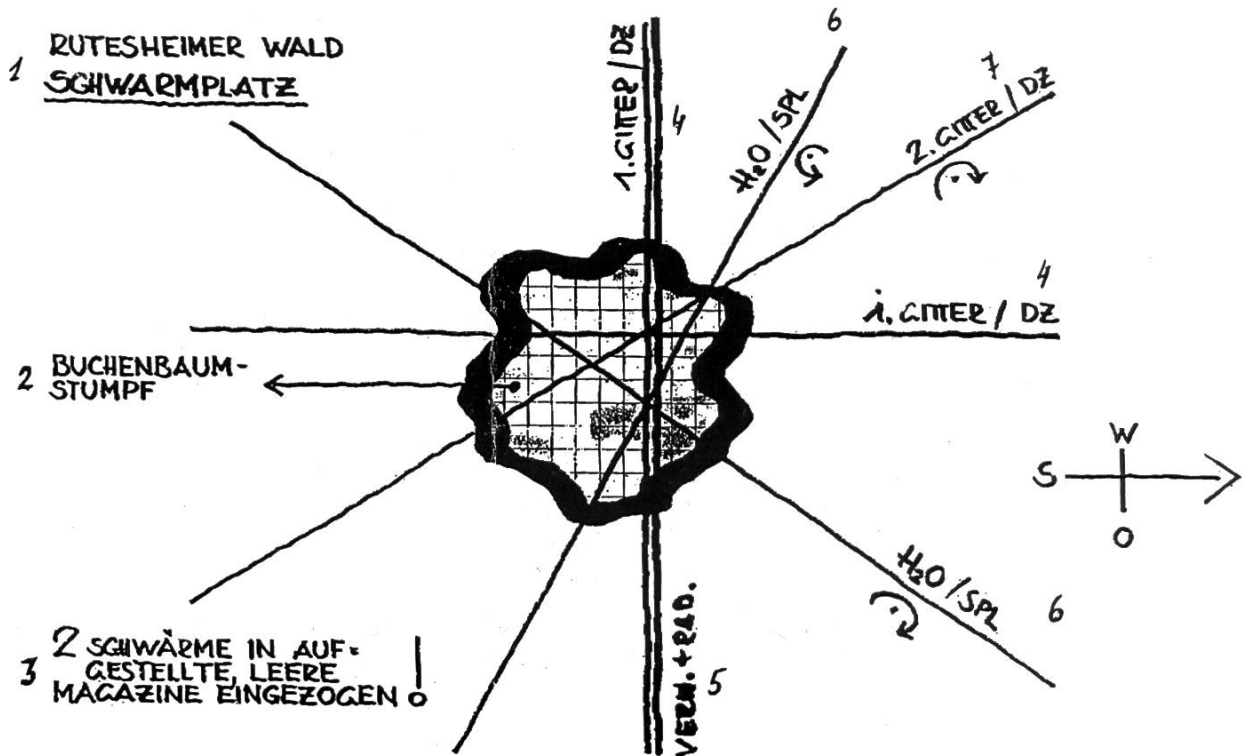 1 RUTESHEIMER WALD
SCHWARMPLATZ
1. GITTER / DZ
4
6
H₂O / SPL
7
2. GITTER / DZ
4
1. GITTER / DZ
2 BUCHENBAUM-
STUMPF
W
S
O
H₂O / SPL
6
3 2 SCHWÄRME IN AUF=
GESTELLTE, LEERE
MAGAZINE EINGEZOGEN !
VERW. + RAD.
5